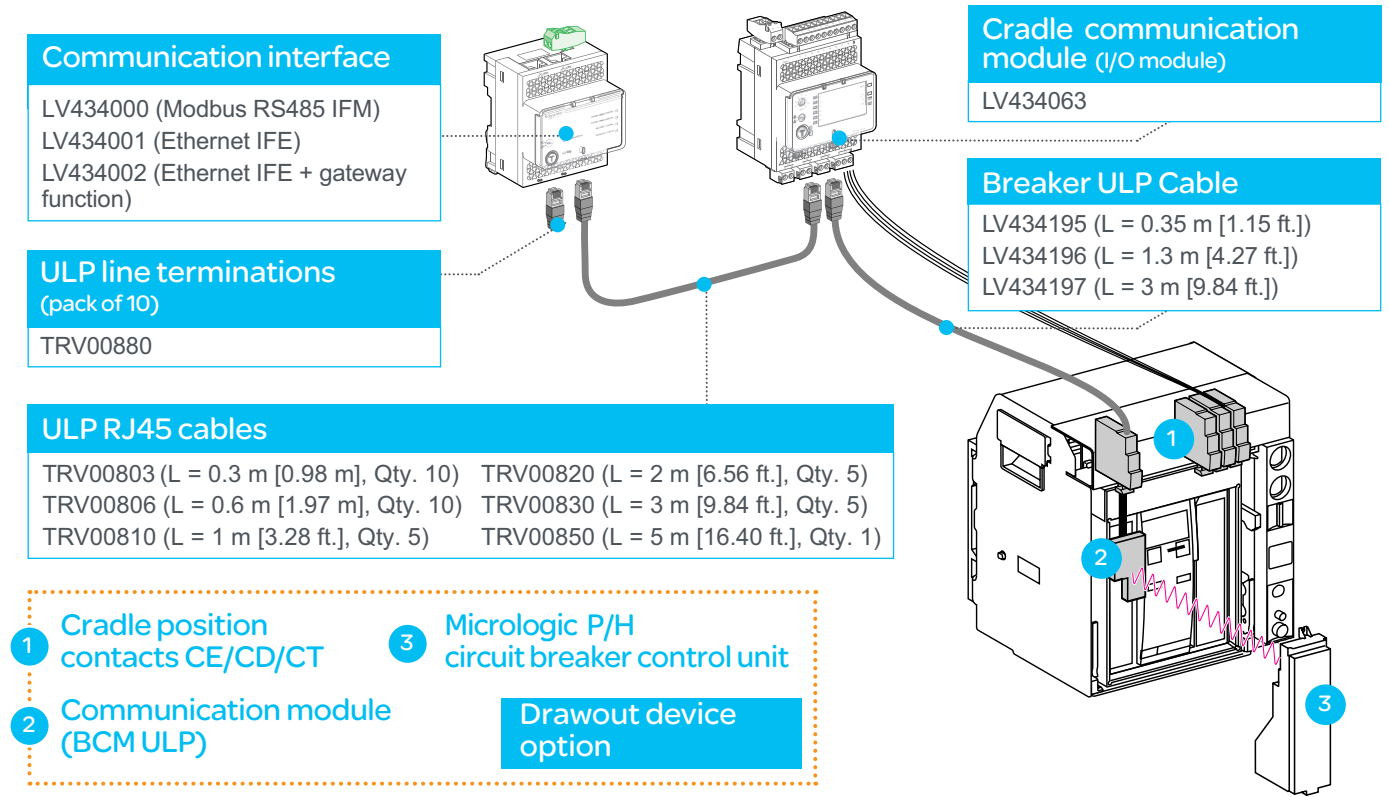 Communication interface
LV434000 (Modbus RS485 IFM)
LV434001 (Ethernet IFE)
LV434002 (Ethernet IFE + gateway
function)
Cradle communication
module (I/O module)
LV434063
Breaker ULP Cable
LV434195 (L = 0.35 m [1.15 ft.])
LV434196 (L = 1.3 m [4.27 ft.])
LV434197 (L = 3 m [9.84 ft.])
ULP line terminations
(pack of 10)
TRV00880
ULP RJ45 cables
TRV00803 (L = 0.3 m [0.98 m], Qty. 10)
TRV00806 (L = 0.6 m [1.97 m], Qty. 10)
TRV00810 (L = 1 m [3.28 ft.], Qty. 5)
TRV00820 (L = 2 m [6.56 ft.], Qty. 5)
TRV00830 (L = 3 m [9.84 ft.], Qty. 5)
TRV00850 (L = 5 m [16.40 ft.], Qty. 1)
1
2
3
1 Cradle position
contacts CE/CD/CT
2 Communication module
(BCM ULP)
3 Micrologic P/H
circuit breaker control unit
Drawout device
option